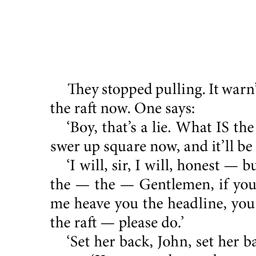 They stopped pulling. It warn'
the raft now. One says:
‘Boy, that’s a lie. What IS the
swer up square now, and it’ll be
‘I will, sir, I will, honest — bu
the — the — Gentlemen, if you
me heave you the headline, you
the raft — please do.’
‘Set her back, John, set her ba